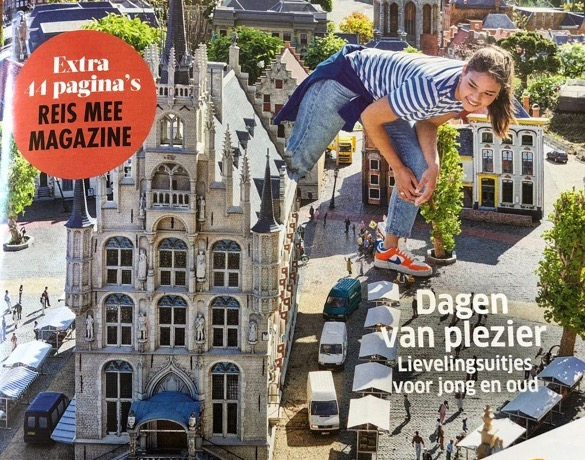 Extra
44 pagina's
REIS MEE
MAGAZINE
Dagen
van plezier
Lievelingsuitjes
voor jong en oud